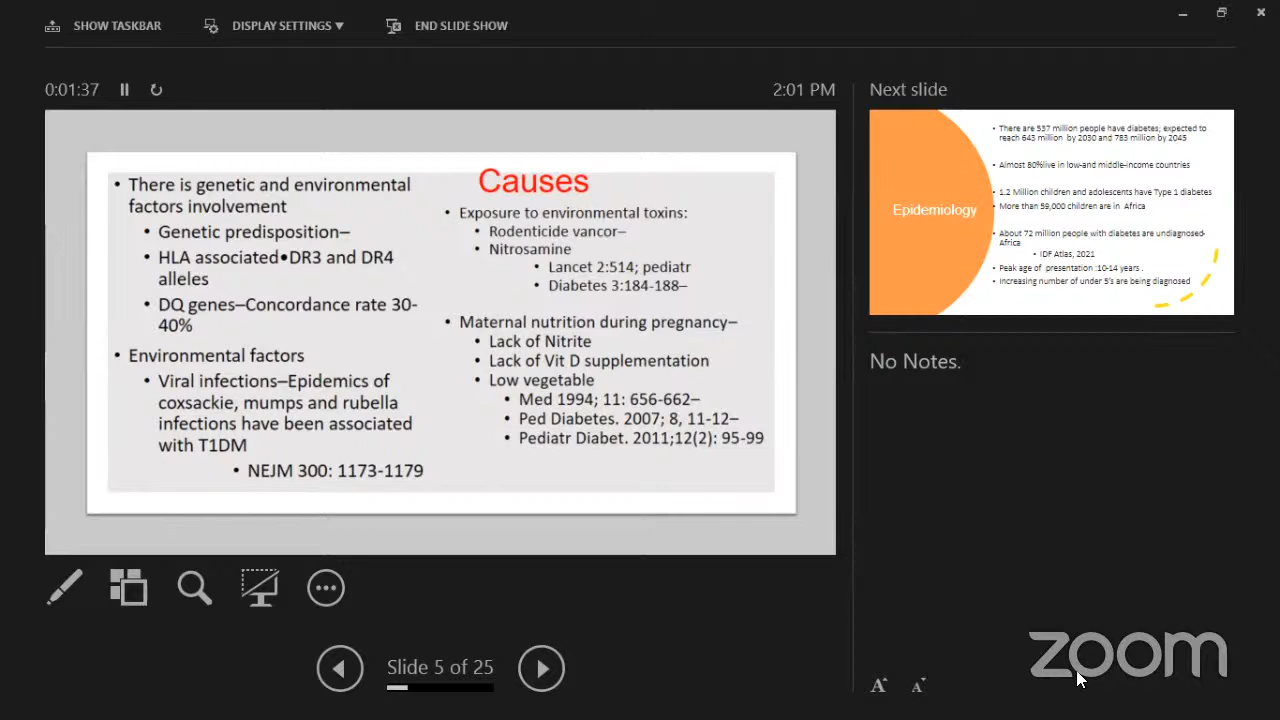 SHOW TASKBAR
DISPLAY SETTINGS ▼
END SLIDE SHOW
0:01:37
2:01 PM
• There is genetic and environmental
factors involvement
• Genetic predisposition–
• HLA associated•DR3 and DR4
alleles
• DQ genes–Concordance rate 30-
40%
• Environmental factors
• Viral infections–Epidemics of
coxsackie, mumps and rubella
infections have been associated
with T1DM
• NEJM 300: 1173-1179
Causes
• Exposure to environmental toxins:
• Rodenticide vancor–
• Nitrosamine
• Lancet 2:514; pediatr
• Diabetes 3:184-188–
• Maternal nutrition during pregnancy–
• Lack of Nitrite
• Lack of Vit D supplementation
• Low vegetable
• Med 1994; 11: 656-662–
• Ped Diabetes. 2007; 8, 11-12–
• Pediatr Diabet. 2011;12(2): 95-99
Slide 5 of 25
Next slide
Epidemiology
• There are 537 million people have diabetes; expected to
reach 643 million by 2030 and 783 million by 2045
• Almost 80%live in low-and middle-income countries
• 1.2 Million children and adolescents have Type 1 diabetes
• More than 59,000 children are in Africa
• About 72 million people with diabetes are undiagnosed-
Africa
• IDF Atlas, 2021
• Peak age of presentation :10-14 years .
• Increasing number of under 5's are being diagnosed
No Notes.
zoom
A A